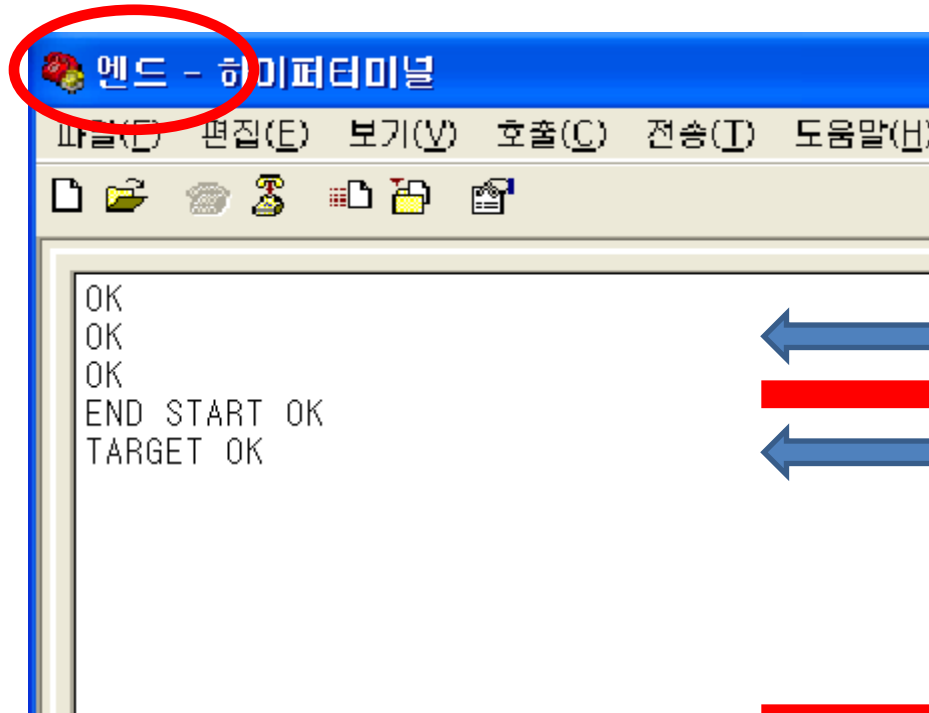 엔드 - 하이퍼터미널
파일(F) 편집(E) 보기(V) 호출(C) 전송(T) 도움말(H)
OK
OK
OK
END START OK
TARGET OK